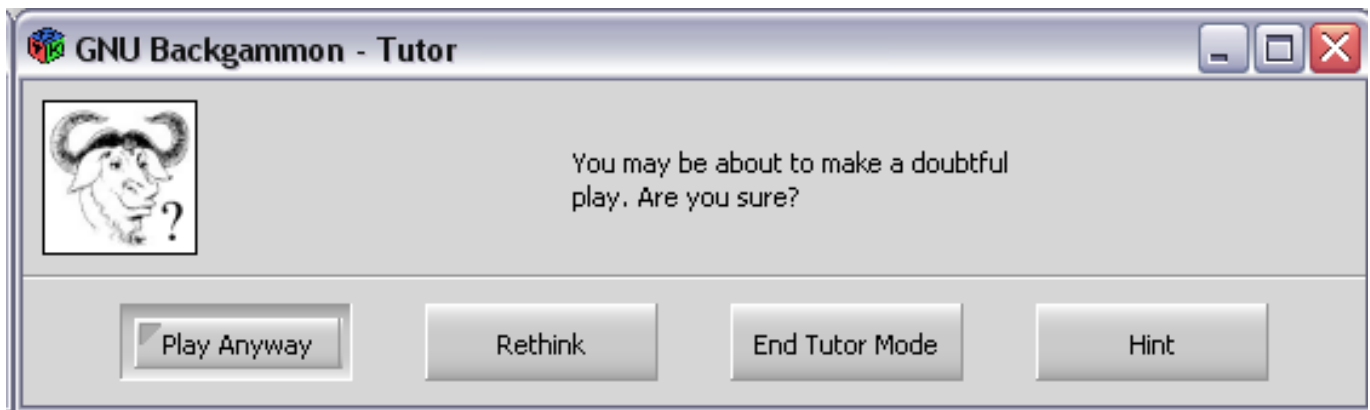 GNU Backgammon - Tutor
You may be about to make a doubtful
play. Are you sure?
?
Play Anyway
Rethink
End Tutor Mode
Hint